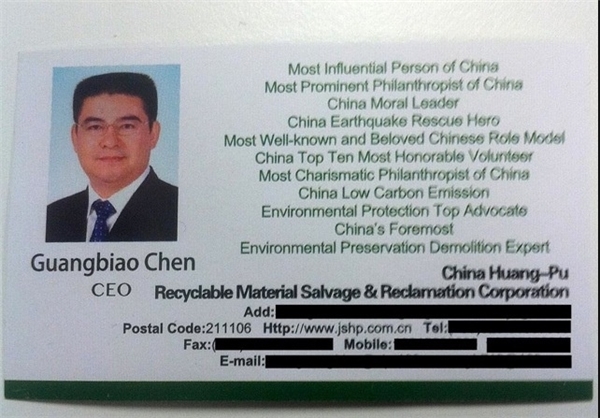 Most Influential Person of China
Most Prominent Philanthropist of China
China Moral Leader
China Earthquake Rescue Hero
Most Well-known and Beloved Chinese Role Model
China Top Ten Most Honorable Volunteer
Most Charismatic Philanthropist of China
China Low Carbon Emission
Environmental Protection Top Advocate
China's Foremost
Environmental Preservation Demolition Expert
Guangbiao Chen
CEO
China Huang-Pu
Recyclable Material Salvage & Reclamation Corporation
Add:
Postal Code:211106 Http://www.jshp.com.cn Tel:
Fax: Mobile:
E-mail: